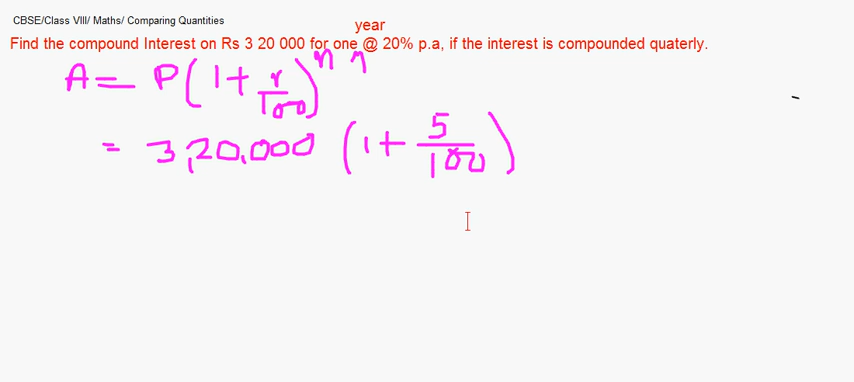 CBSE/Class VIII/ Maths/ Comparing Quantities
year
Find the compound Interest on Rs 3 20 000 for one @ 20% p.a, if the interest is compounded quaterly.
A = P(1 + r/100)^n n
= 3,20,000 (1 + 5/100)